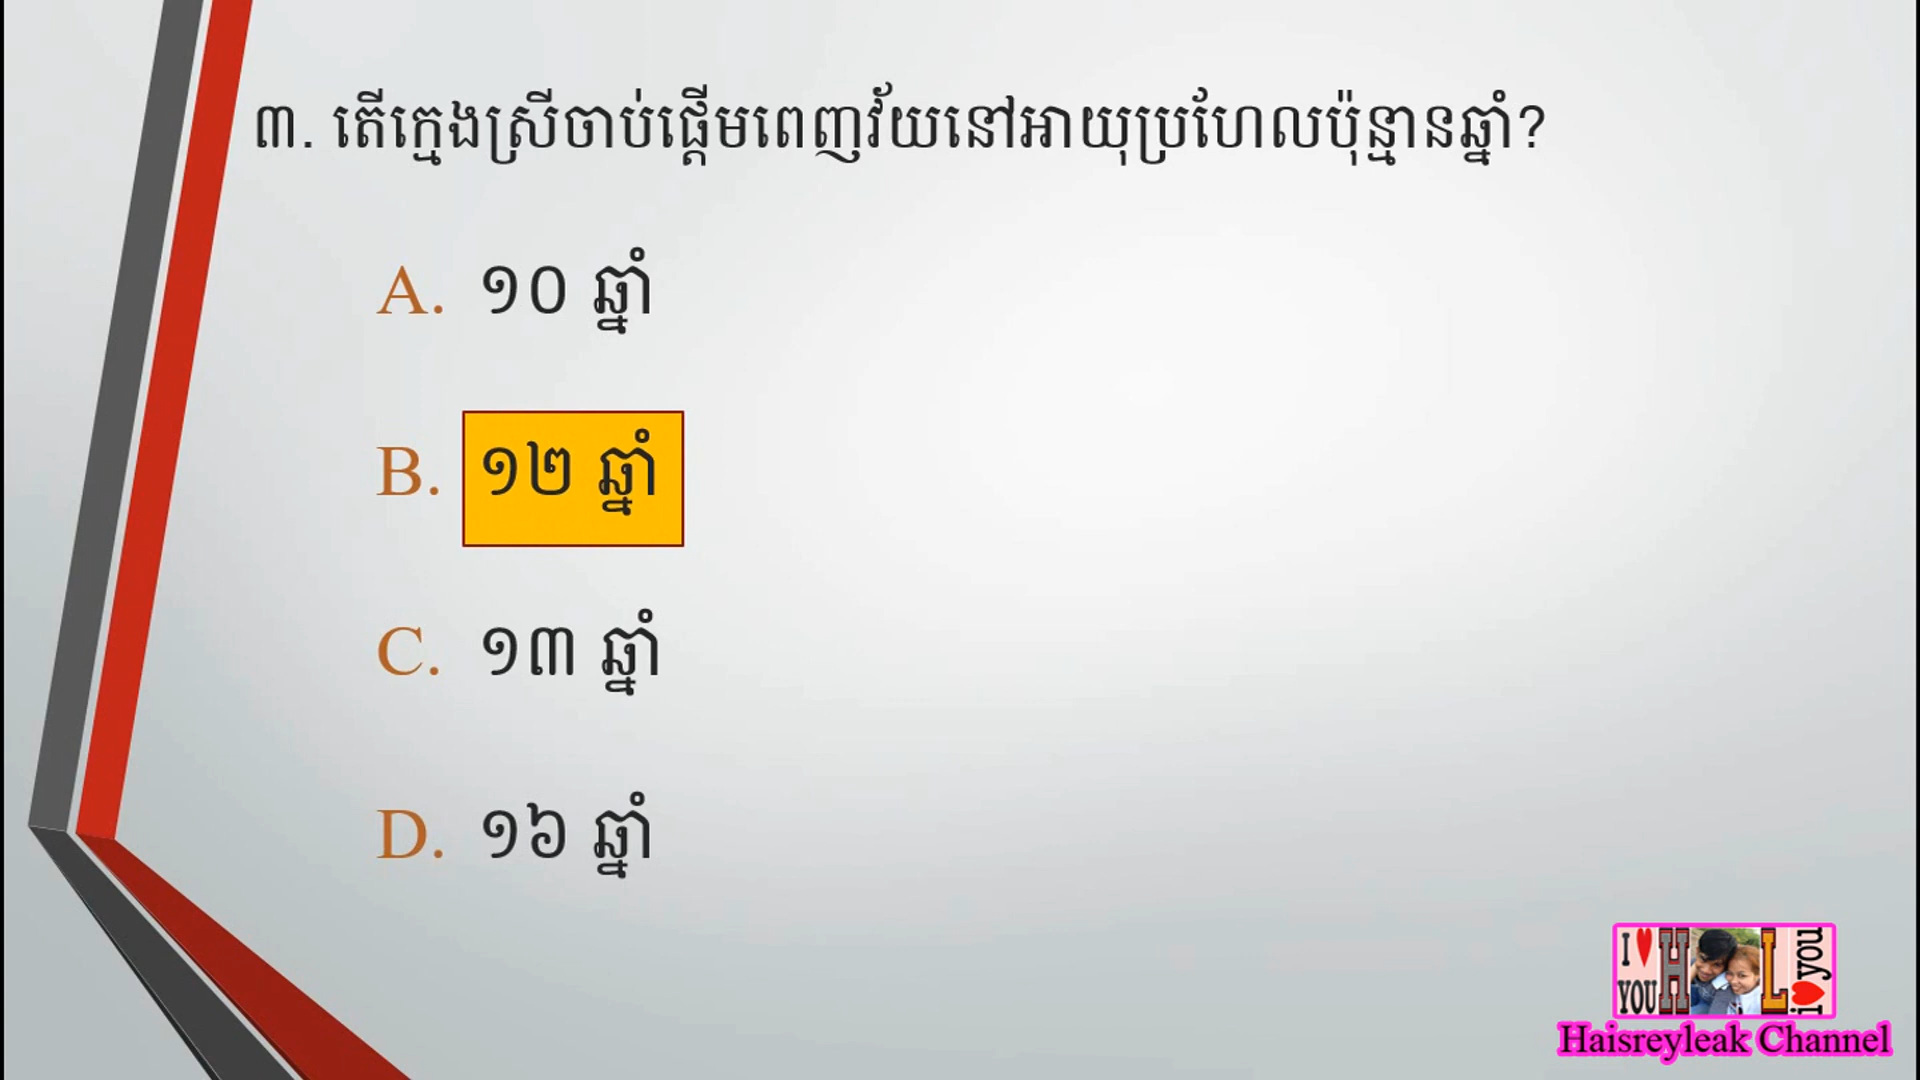 ៣. តើក្មេងស្រីចាប់ផ្តើមពេញវ័យនៅអាយុប្រហែលប៉ុន្មានឆ្នាំ?
A. ១០ ឆ្នាំ
B. ១២ ឆ្នាំ
C. ១៣ ឆ្នាំ
D. ១៦ ឆ្នាំ
I ♥ YOU H L i ♥ you
Haisreyleak Channel